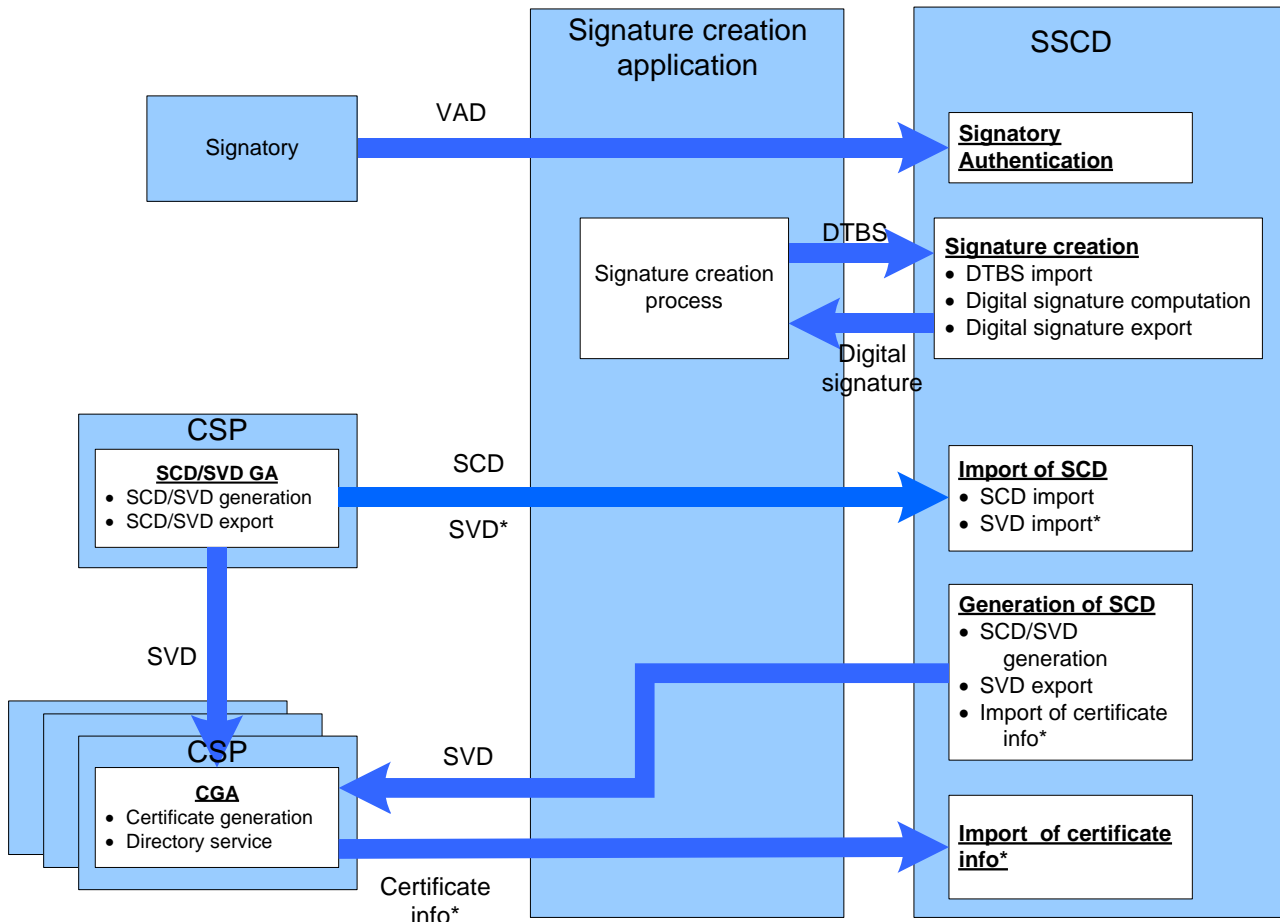 Signature creation
application
SSCD
VAD
Signatory
Signatory
Authentication
DTBS
Signature creation
process
Signature creation
• DTBS import
• Digital signature computation
• Digital signature export
Digital
signature
CSP
SCD/SVD GA
• SCD/SVD generation
• SCD/SVD export
SCD
SVD*
Import of SCD
• SCD import
• SVD import*
Generation of SCD
• SCD/SVD
generation
• SVD export
• Import of certificate
info*
SVD
CSP
SVD
CGA
• Certificate generation
• Directory service
Import of certificate
info*
Certificate
info*